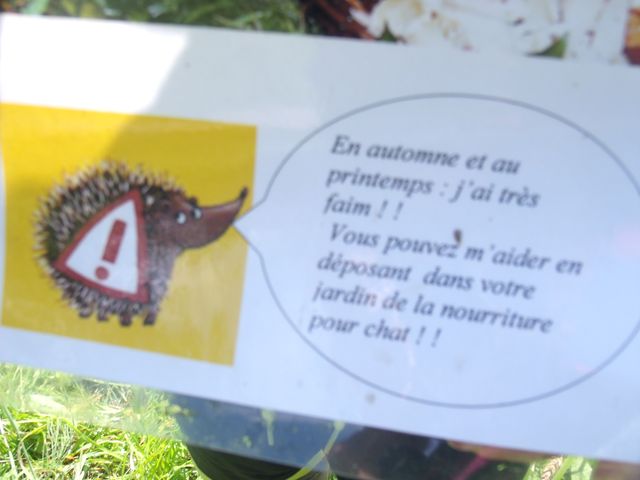 En automne et au
printemps : j'ai très
faim ! !
Vous pouvez m'aider en
déposant dans votre
jardin de la nourriture
pour chat ! !